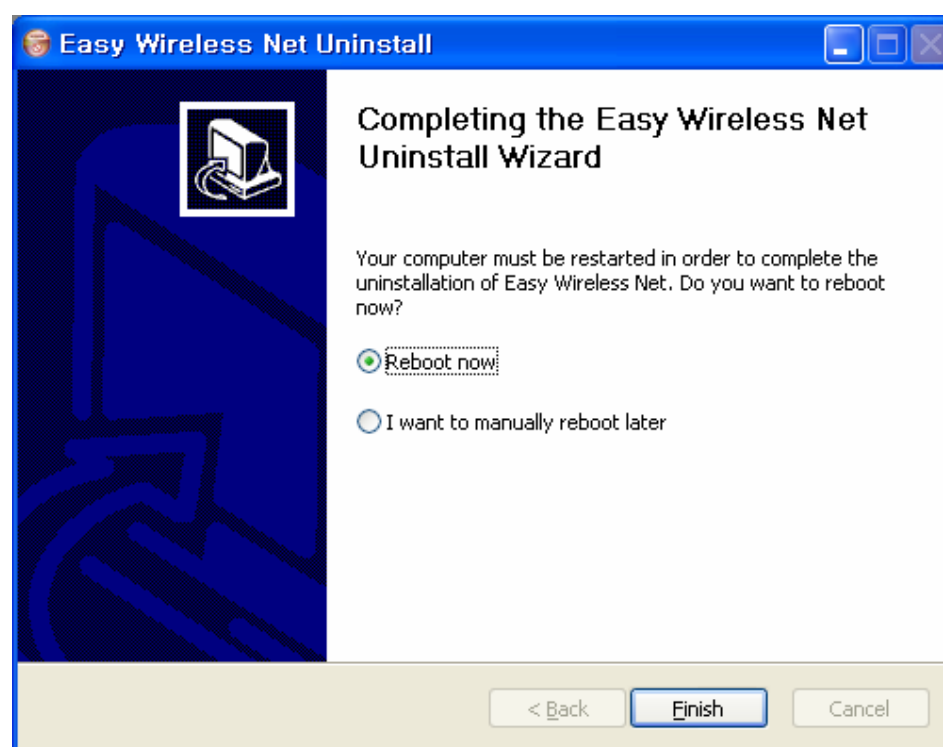 Easy Wireless Net Uninstall
Completing the Easy Wireless Net
Uninstall Wizard
Your computer must be restarted in order to complete the
uninstallation of Easy Wireless Net. Do you want to reboot
now?
Reboot now
I want to manually reboot later
< Back
Finish
Cancel